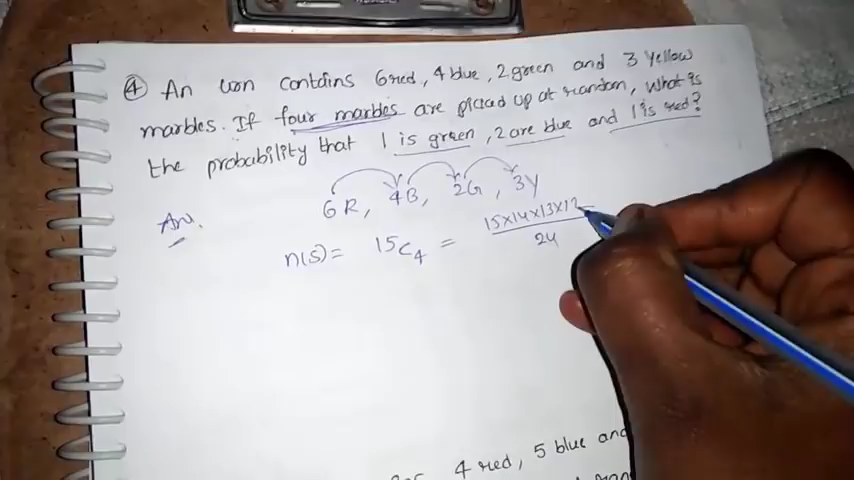 ④ An urn contains 6 red, 4 blue, 2 green and 3 Yellow
marbles. If four marbles are picked up at random, What is
the probability that 1 is green, 2 are blue and 1 is red?
6R, 4B, 2G, 3Y
Ans.
n(S) = 15C4 = 15×14×13×12
24
4 red, 5 blue and